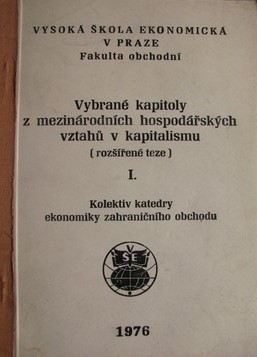 VYSOKÁ ŠKOLA EKONOMICKÁ
V PRAZE
Fakulta obchodní
Vybrané kapitoly
z mezinárodních hospodářských
vztahů v kapitalismu
(rozšířené teze)
I.
Kolektiv katedry
ekonomiky zahraničního obchodu
V
ŠE
1976